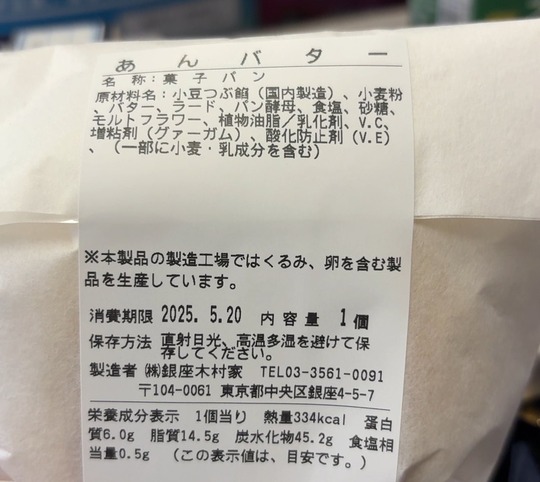 あんバター
名称：菓子パン
原材料名：小豆つぶ餡（国内製造）、小麦粉
、バター、ラード、パン酵母、食塩、砂糖、
モルトフラワー、植物油脂／乳化剤、V.C、
増粘剤（グァーガム）、酸化防止剤（V.E）
、（一部に小麦・乳成分を含む）
※本製品の製造工場ではくるみ、卵を含む製
品を生産しています。
消費期限 2025. 5.20 内容量 1個
保存方法 直射日光、高温多湿を避けて保
存してください。
製造者 ㈱銀座木村家 TEL03-3561-0091
〒104-0061 東京都中央区銀座4-5-7
栄養成分表示 1個当り 熱量334kcal 蛋白
質6.0g 脂質14.5g 炭水化物45.2g 食塩相
当量0.5g （この表示値は、目安です。）